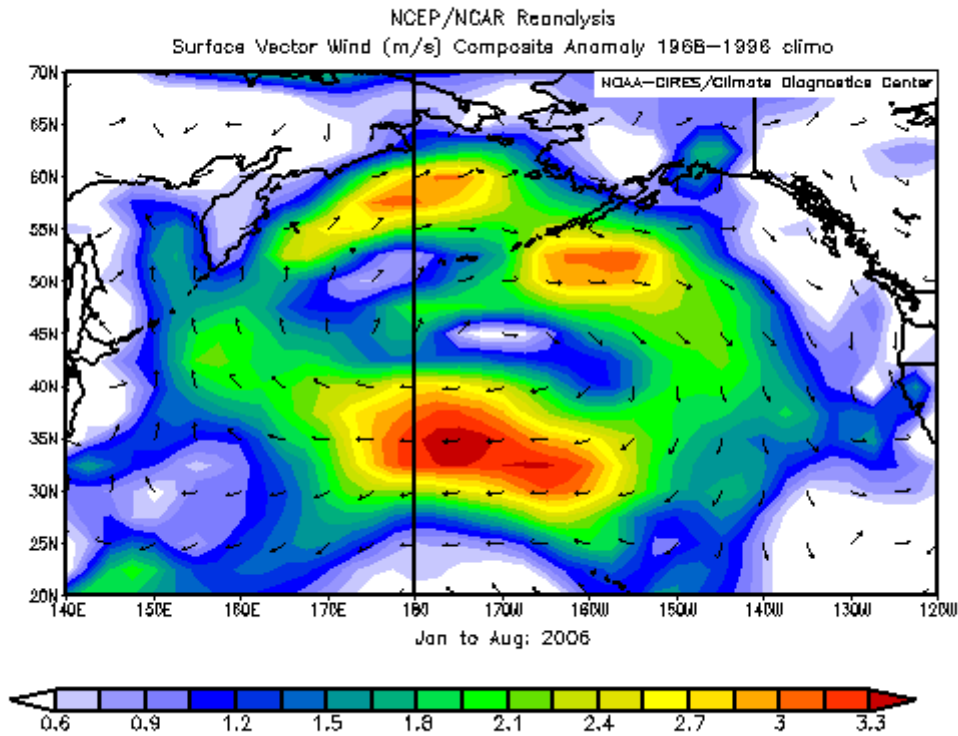 NCEP/NCAR Reanalysis
Surface Vector Wind (m/s) Composite Anomaly 1968–1996 climo
NOAA–CIRES/Climate Diagnostics Center
70N
65N
60N
55N
50N
45N
40N
35N
30N
25N
20N
140E 150E 160E 170E 180 170W 160W 150W 140W 130W 120W
Jan to Aug: 2006
0.6 0.9 1.2 1.5 1.8 2.1 2.4 2.7 3 3.3